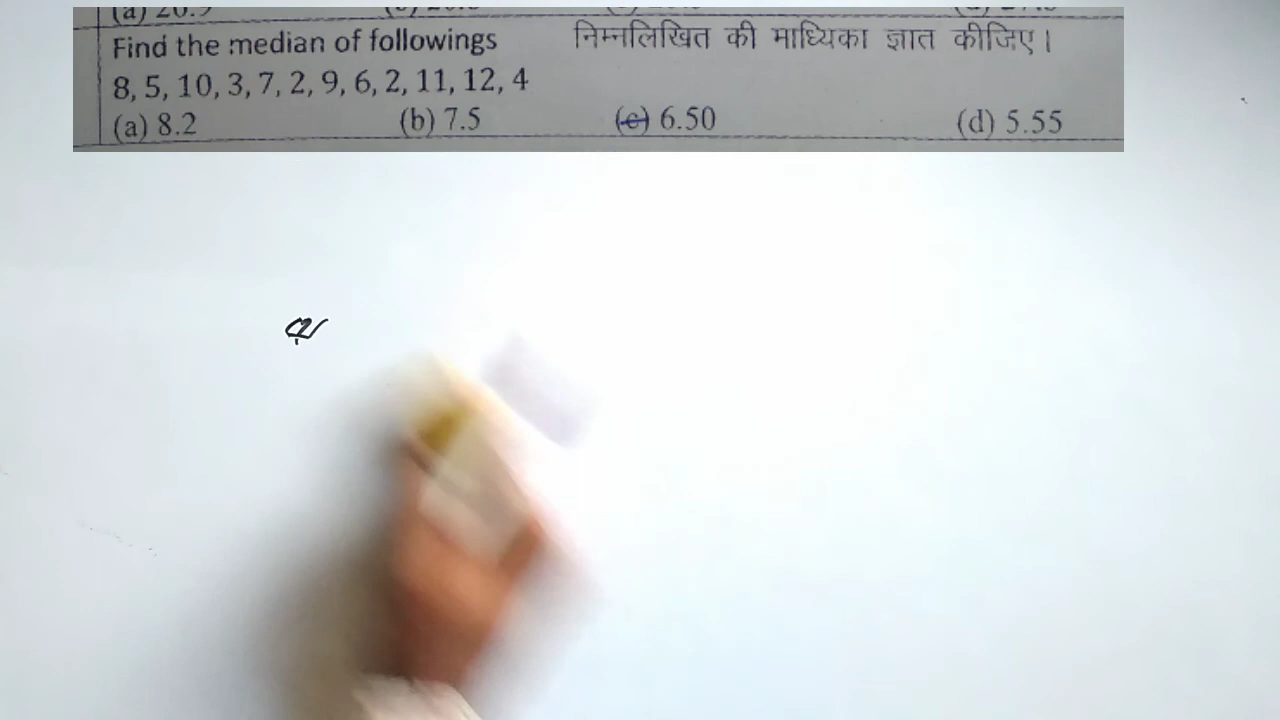 Find the median of followings निम्नलिखित की माध्यिका ज्ञात कीजिए।
8, 5, 10, 3, 7, 2, 9, 6, 2, 11, 12, 4
(a) 8.2 (b) 7.5 (c) 6.50 (d) 5.55